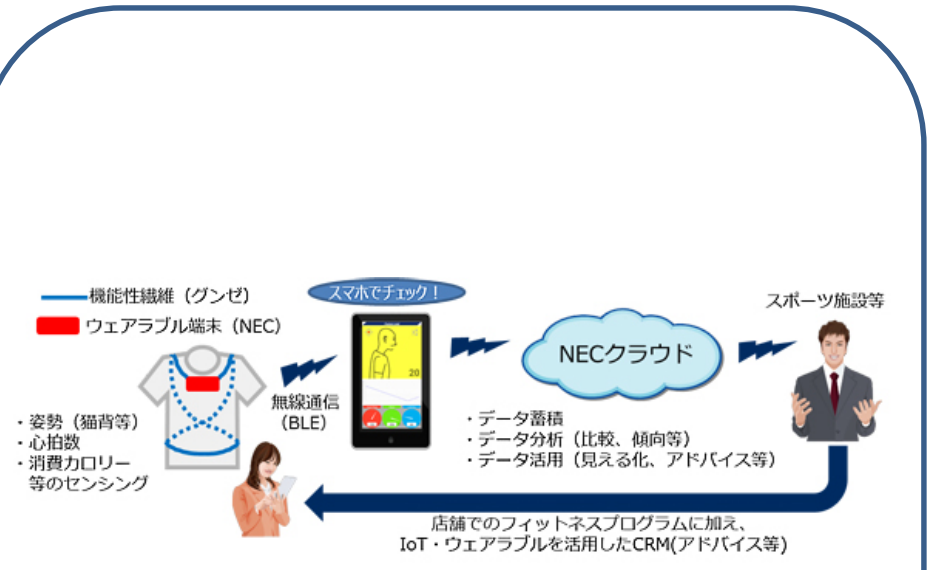 機能性繊維（グンゼ）
ウェアラブル端末（NEC）
・姿勢（猫背等）
・心拍数
・消費カロリー
等のセンシング
無線通信
（BLE）
スマホでチェック！
20
NECクラウド
・データ蓄積
・データ分析（比較、傾向等）
・データ活用（見える化、アドバイス等）
スポーツ施設等
店舗でのフィットネスプログラムに加え、
IoT・ウェアラブルを活用したCRM(アドバイス等)